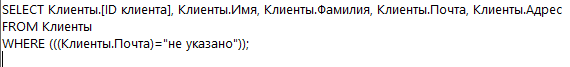 SELECT Клиенты.[ID клиента], Клиенты.Имя, Клиенты.Фамилия, Клиенты.Почта, Клиенты.Адрес
FROM Клиенты
WHERE (((Клиенты.Почта)="не указано"));